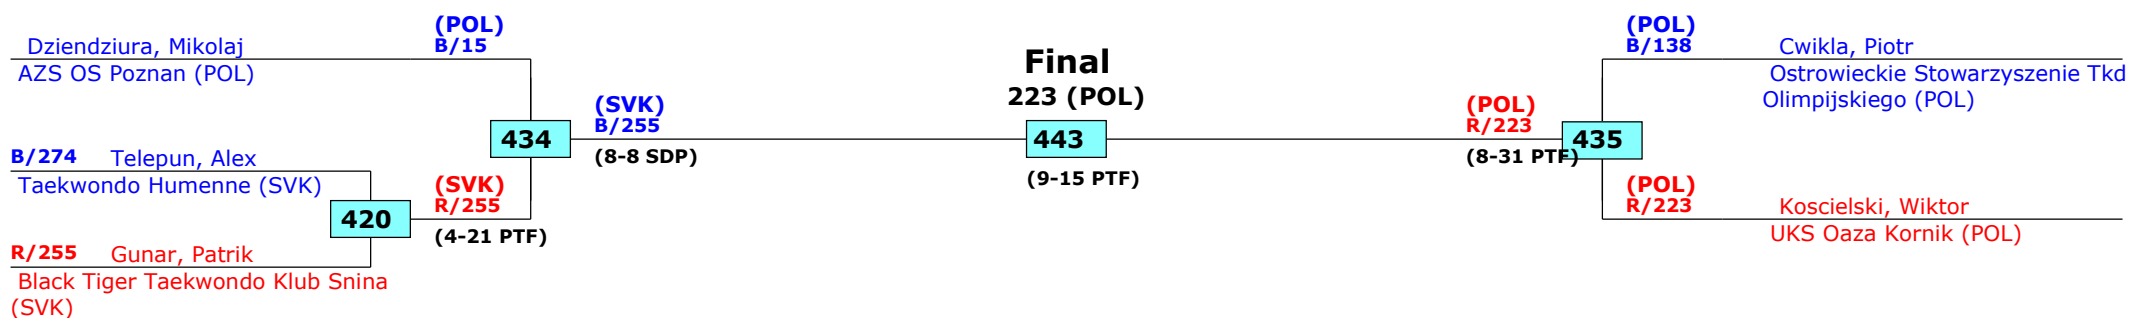 (POL)
B/15
Dziendziura, Mikolaj
AZS OS Poznan (POL)
B/274 Telepun, Alex
Taekwondo Humenne (SVK)
R/255 Gunar, Patrik
Black Tiger Taekwondo Klub Snina
(SVK)
420
(SVK)
R/255
(4-21 PTF)
434
(SVK)
B/255
(8-8 SDP)
Final
223 (POL)
443
(9-15 PTF)
(POL)
R/223
(8-31 PTF)
435
(POL)
B/138
Cwikla, Piotr
Ostrowieckie Stowarzyszenie Tkd
Olimpijskiego (POL)
(POL)
R/223
Koscielski, Wiktor
UKS Oaza Kornik (POL)